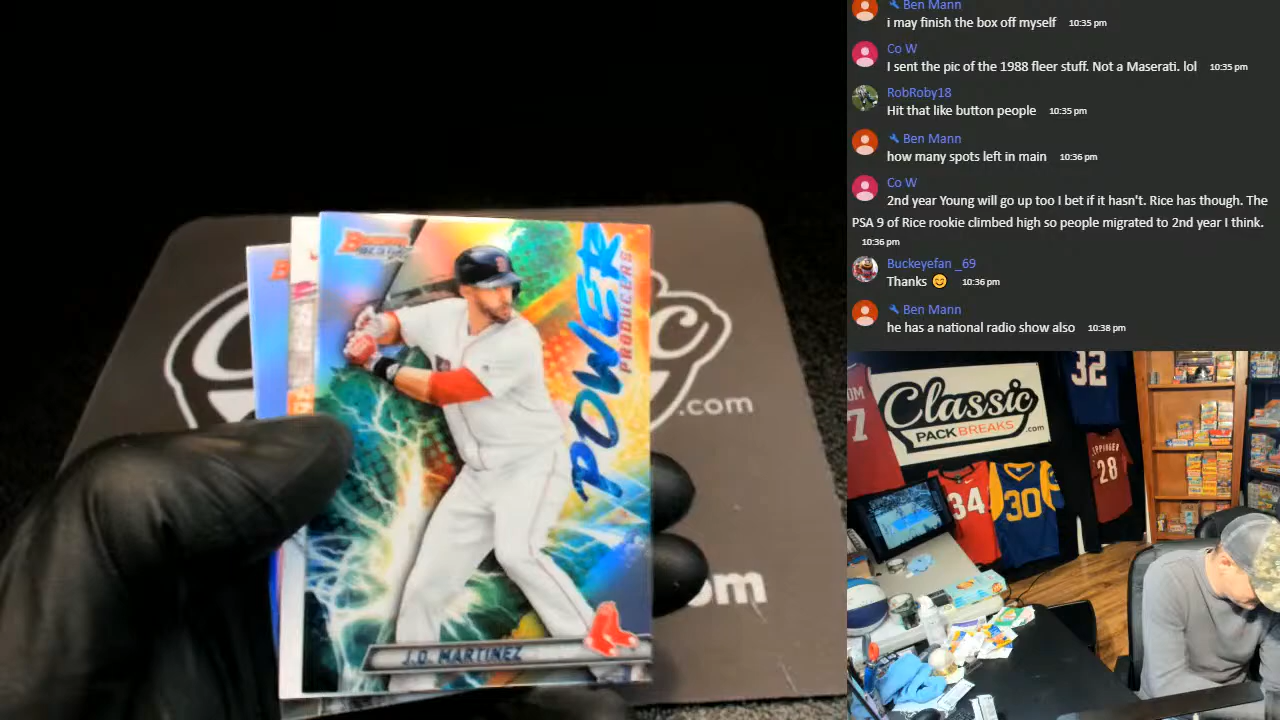 Ben Mann
i may finish the box off myself 10:35 pm
Co W
I sent the pic of the 1988 fleer stuff. Not a Maserati. lol 10:35 pm
RobRoby18
Hit that like button people 10:35 pm
Ben Mann
how many spots left in main 10:36 pm
Co W
2nd year Young will go up too I bet if it hasn't. Rice has though. The
PSA 9 of Rice rookie climbed high so people migrated to 2nd year I think.
10:36 pm
Buckeyefan _69
Thanks 😊 10:36 pm
Ben Mann
he has a national radio show also 10:38 pm
POWER
PRODUCERS
J.D. MARTINEZ
.com
om
Classic
PACK BREAKS
.com
32
7
34
30
28